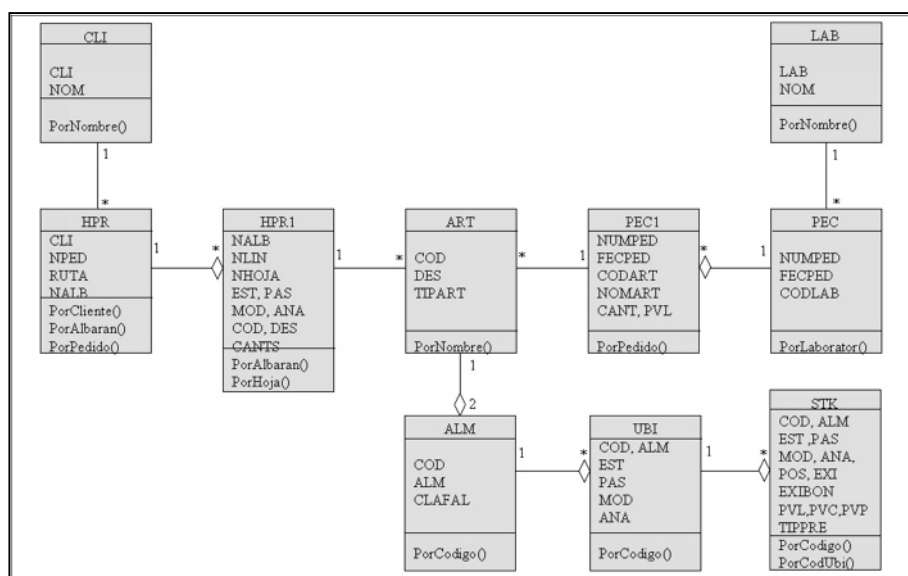 CLI
CLI
NOM
PorNombre()
LAB
LAB
NOM
PorNombre()
1
*
1
*
HPR
CLI
NPED
RUTA
NALB
PorCliente()
PorAlbaran()
PorPedido()
1
*
HPR1
NALB
NLIN
NHOJA
EST, PAS
MOD, ANA
COD, DES
CANTS
PorAlbaran()
PorHoja()
1
*
ART
COD
DES
TIPART
PorNombre()
*
1
PEC1
NUMPED
FECPED
CODART
NOMART
CANT, PVL
PorPedido()
*
1
PEC
NUMPED
FECPED
CODLAB
PorLaborator()
1
2
ALM
COD
ALM
CLAFAL
PorCodigo()
1
*
UBI
COD, ALM
EST
PAS
MOD
ANA
PorCodigo()
1
*
STK
COD, ALM
EST ,PAS
MOD, ANA,
POS, EXI
EXIBON
PVL,PVC,PVP
TIPPRE
PorCodigo()
PorCodUbi()